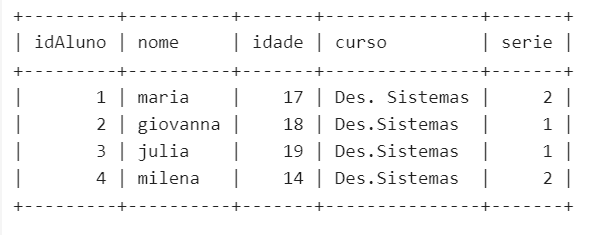 +---------+----------+-------+---------------+-------+
| idAluno | nome     | idade | curso         | serie |
+---------+----------+-------+---------------+-------+
|       1 | maria    |    17 | Des. Sistemas |     2 |
|       2 | giovanna |    18 | Des.Sistemas  |     1 |
|       3 | julia    |    19 | Des.Sistemas  |     1 |
|       4 | milena   |    14 | Des.Sistemas  |     2 |
+---------+----------+-------+---------------+-------+